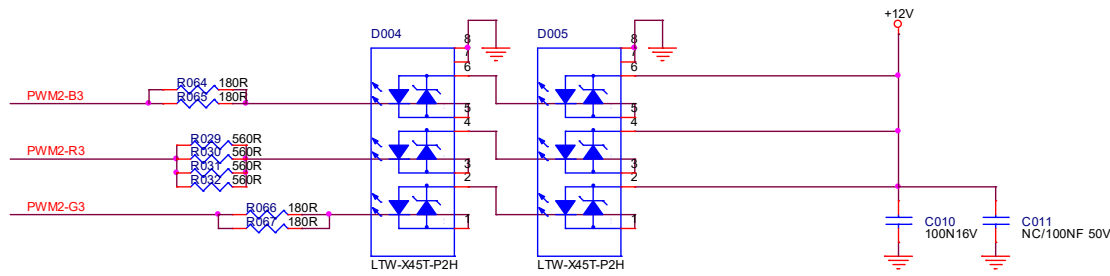 +12V
D004
D005
8
7
6
5
4
3
2
1
8
7
6
5
4
3
2
1
PWM2-B3
R064 180R
R065 180R
PWM2-R3
R029 560R
R030 560R
R031 560R
R032 560R
PWM2-G3
R066 180R
R067 180R
C010
100N16V
C011
NC/100NF 50V
LTW-X45T-P2H
LTW-X45T-P2H